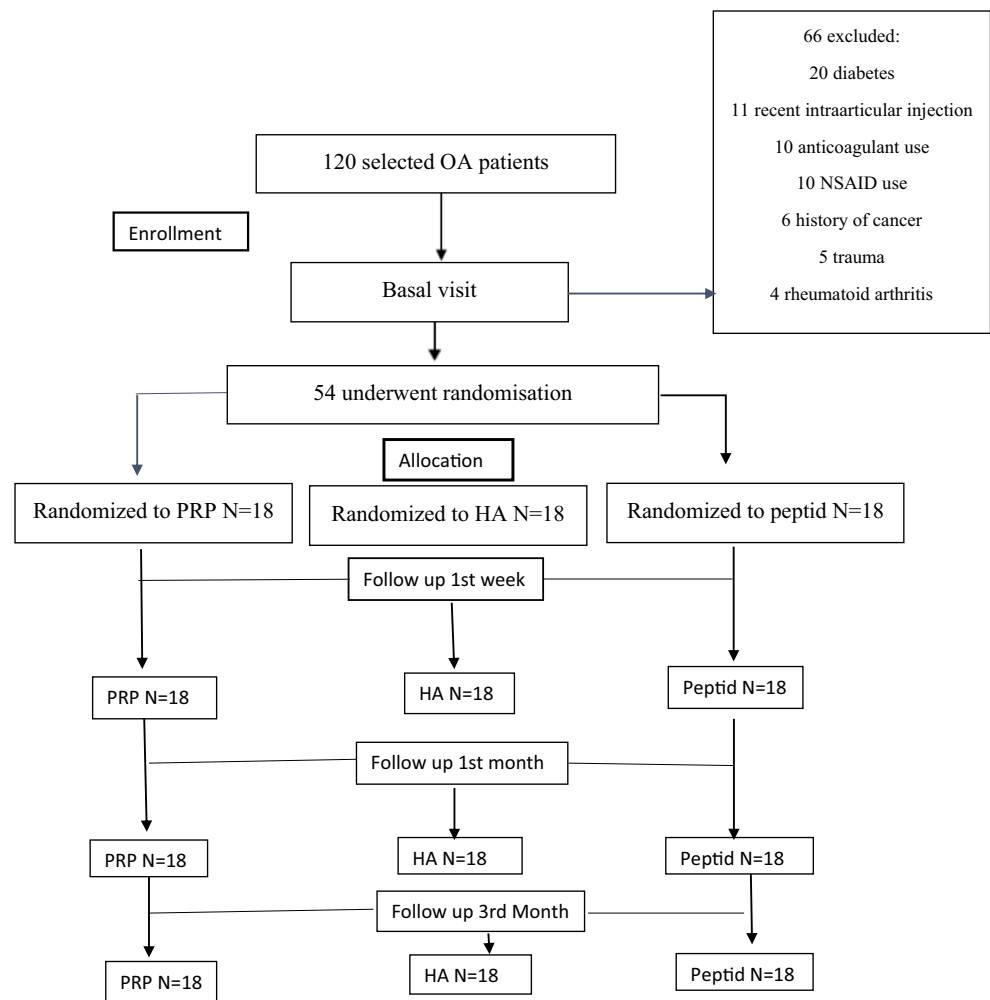 66 excluded:
20 diabetes
11 recent intraarticular injection
10 anticoagulant use
10 NSAID use
6 history of cancer
5 trauma
4 rheumatoid arthritis
120 selected OA patients
Enrollment
Basal visit
54 underwent randomisation
Allocation
Randomized to PRP N=18
Randomized to HA N=18
Randomized to peptid N=18
Follow up 1st week
PRP N=18
HA N=18
Peptid N=18
Follow up 1st month
PRP N=18
HA N=18
Peptid N=18
Follow up 3rd Month
PRP N=18
HA N=18
Peptid N=18